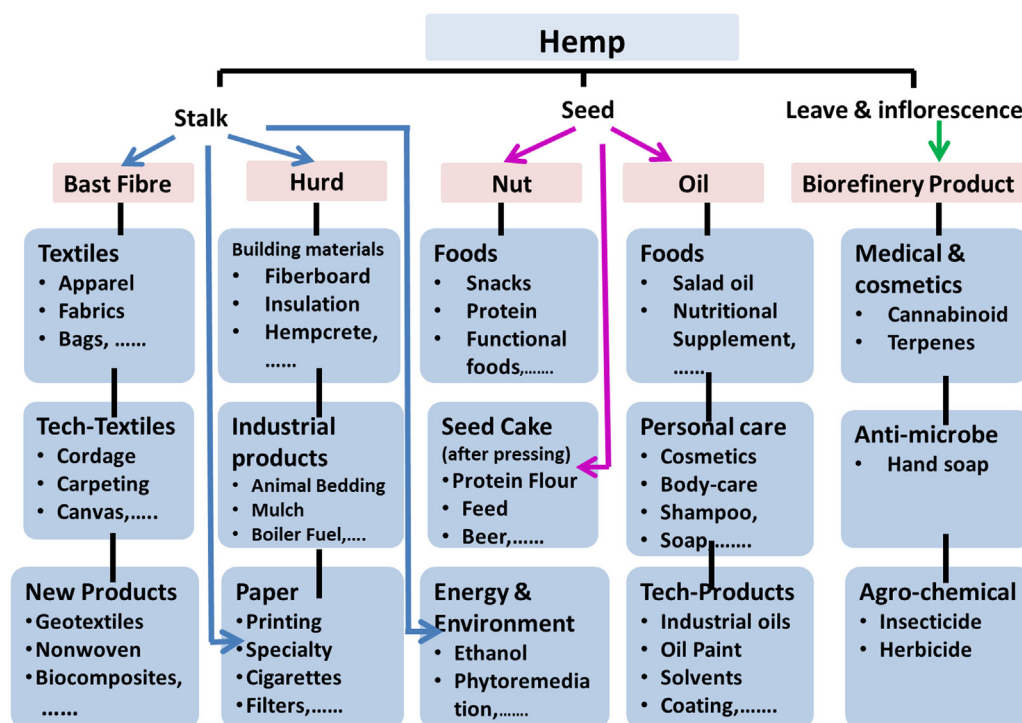 Hemp
Stalk
Seed
Leave & inflorescence
Bast Fibre
Hurd
Nut
Oil
Biorefinery Product
Textiles
• Apparel
• Fabrics
• Bags, ……
Building materials
• Fiberboard
• Insulation
• Hempcrete,
……
Foods
• Snacks
• Protein
• Functional
foods,…….
Foods
• Salad oil
• Nutritional
Supplement,
……
Medical &
cosmetics
• Cannabinoid
• Terpenes
Tech-Textiles
• Cordage
• Carpeting
• Canvas,…..
Industrial
products
• Animal Bedding
• Mulch
• Boiler Fuel,….
Seed Cake
(after pressing)
• Protein Flour
• Feed
• Beer,……
Personal care
• Cosmetics
• Body-care
• Shampoo,
• Soap,…….
Anti-microbe
• Hand soap
New Products
• Geotextiles
• Nonwoven
• Biocomposites,
……
Paper
• Printing
• Specialty
• Cigarettes
• Filters,……
Energy &
Environment
• Ethanol
• Phytoremedia
tion,…….
Tech-Products
• Industrial oils
• Oil Paint
• Solvents
• Coating,…….
Agro-chemical
• Insecticide
• Herbicide